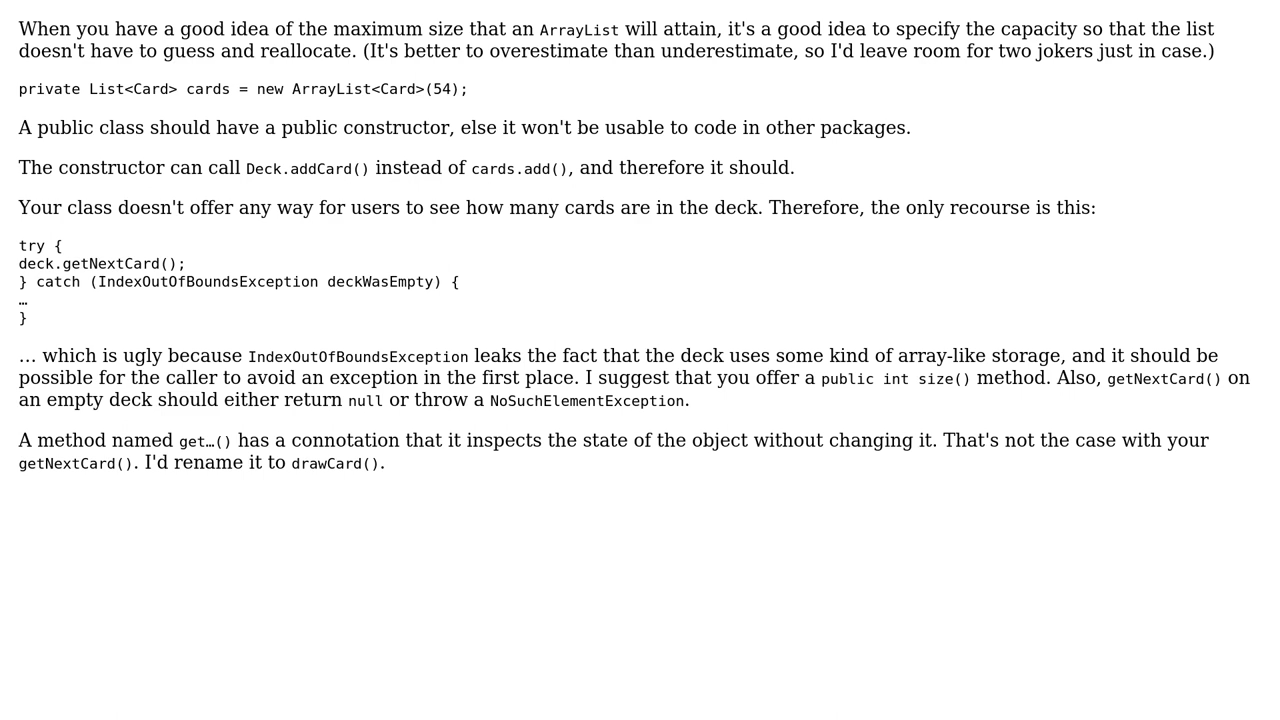 When you have a good idea of the maximum size that an ArrayList will attain, it's a good idea to specify the capacity so that the list
doesn't have to guess and reallocate. (It's better to overestimate than underestimate, so I'd leave room for two jokers just in case.)
private List<Card> cards = new ArrayList<Card>(54);
A public class should have a public constructor, else it won't be usable to code in other packages.
The constructor can call Deck.addCard() instead of cards.add(), and therefore it should.
Your class doesn't offer any way for users to see how many cards are in the deck. Therefore, the only recourse is this:
try {
deck.getNextCard();
} catch (IndexOutOfBoundsException deckWasEmpty) {
…
}
… which is ugly because IndexOutOfBoundsException leaks the fact that the deck uses some kind of array-like storage, and it should be
possible for the caller to avoid an exception in the first place. I suggest that you offer a public int size() method. Also, getNextCard() on
an empty deck should either return null or throw a NoSuchElementException.
A method named get…() has a connotation that it inspects the state of the object without changing it. That's not the case with your
getNextCard(). I'd rename it to drawCard().